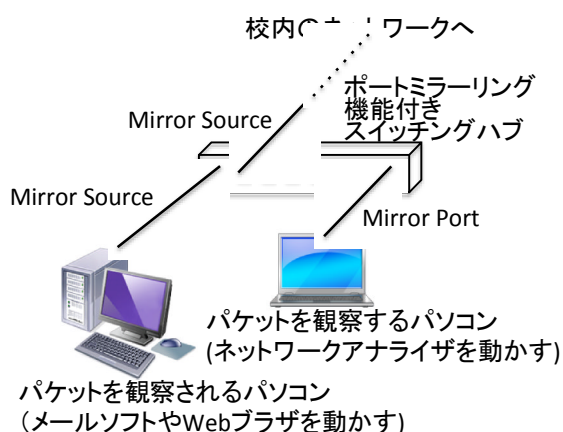 校内の ットワークへ
ポートミラーリング
機能付き
スイッチングハブ
Mirror Source
Mirror Source
Mirror Port
パケットを観察するパソコン
(ネットワークアナライザを動かす)
パケットを観察されるパソコン
（メールソフトやWebブラザを動かす)